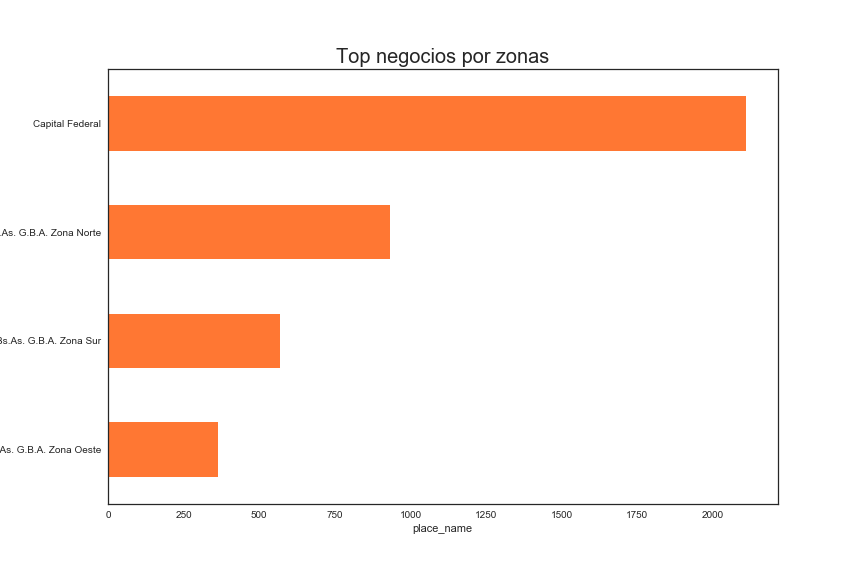 Top negocios por zonas
Capital Federal
.As. G.B.A. Zona Norte
Bs.As. G.B.A. Zona Sur
As. G.B.A. Zona Oeste
0 250 500 750 1000 1250 1500 1750 2000
place_name